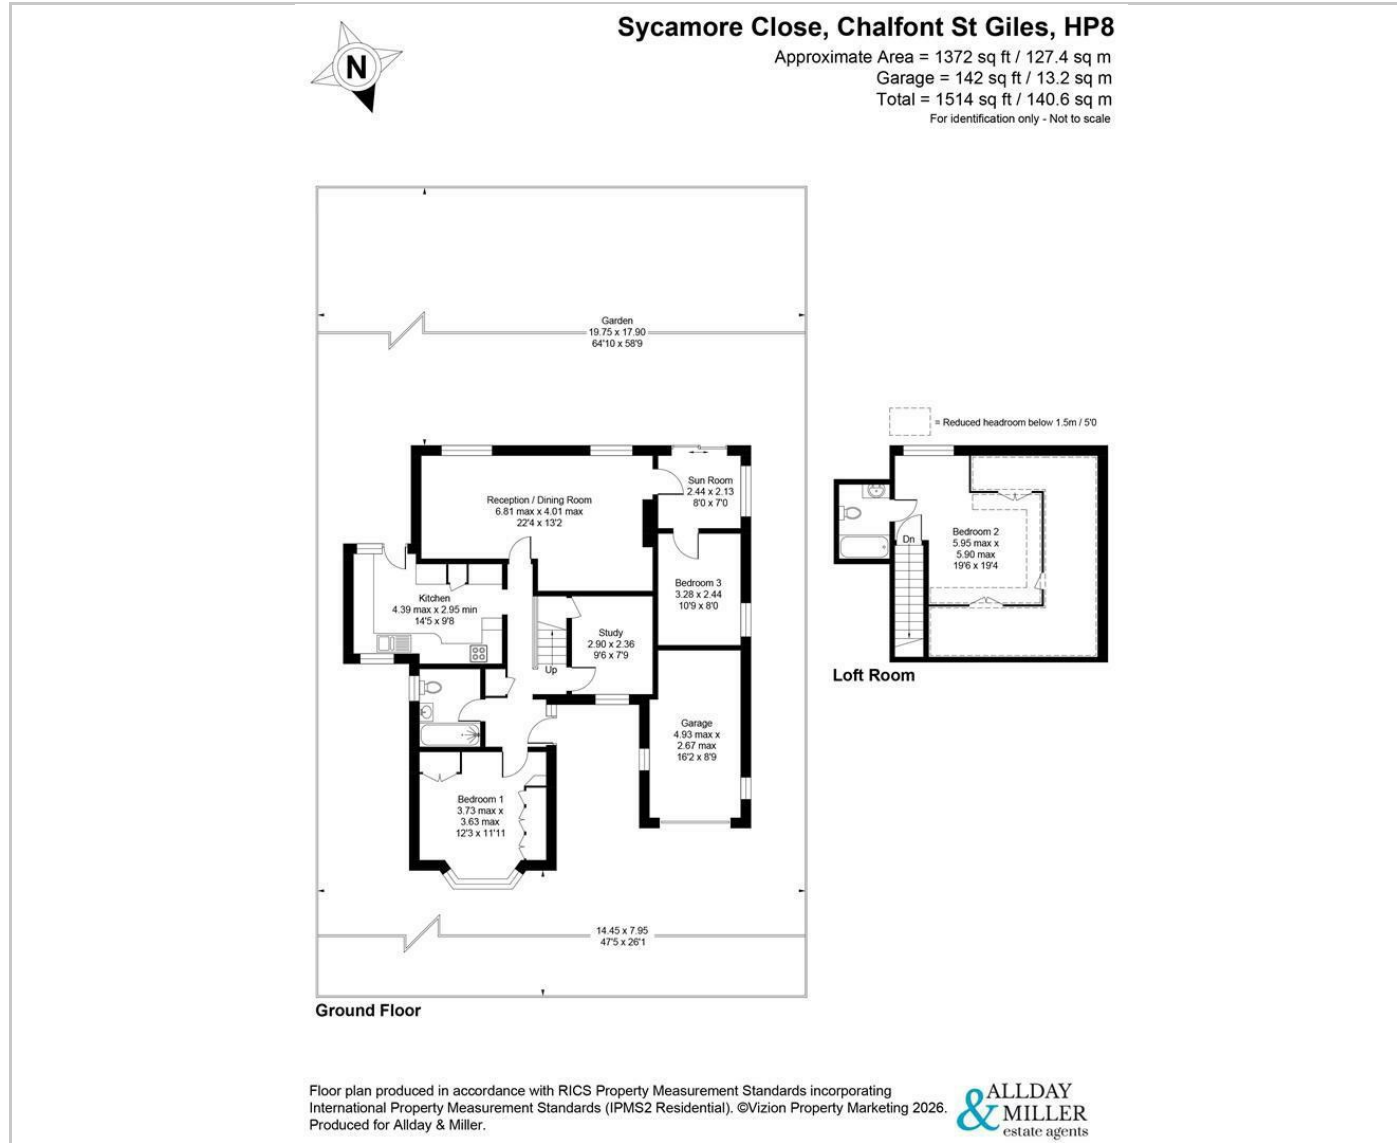 Sycamore Close, Chalfont St Giles, HP8
Approximate Area = 1372 sq ft / 127.4 sq m
Garage = 142 sq ft / 13.2 sq m
Total = 1514 sq ft / 140.6 sq m
For identification only - Not to scale
N
Garden
19.75 x 17.90
64'10 x 58'9
= Reduced headroom below 1.5m / 5'0
Sun Room
2.44 x 2.13
8'0 x 7'0
Reception / Dining Room
6.81 max x 4.01 max
22'4 x 13'2
Dn
Bedroom 2
5.95 max x
5.90 max
19'6 x 19'4
Bedroom 3
3.28 x 2.44
10'9 x 8'0
Kitchen
4.39 max x 2.95 min
14'5 x 9'8
Study
2.90 x 2.36
9'6 x 7'9
Up
Loft Room
Garage
4.93 max x
2.67 max
16'2 x 8'9
Bedroom 1
3.73 max x
3.63 max
12'3 x 11'11
14.45 x 7.95
47'5 x 26'1
Ground Floor
Floor plan produced in accordance with RICS Property Measurement Standards incorporating
International Property Measurement Standards (IPMS2 Residential). ©Vizion Property Marketing 2026.
Produced for Allday & Miller.
ALLDAY
& MILLER
estate agents